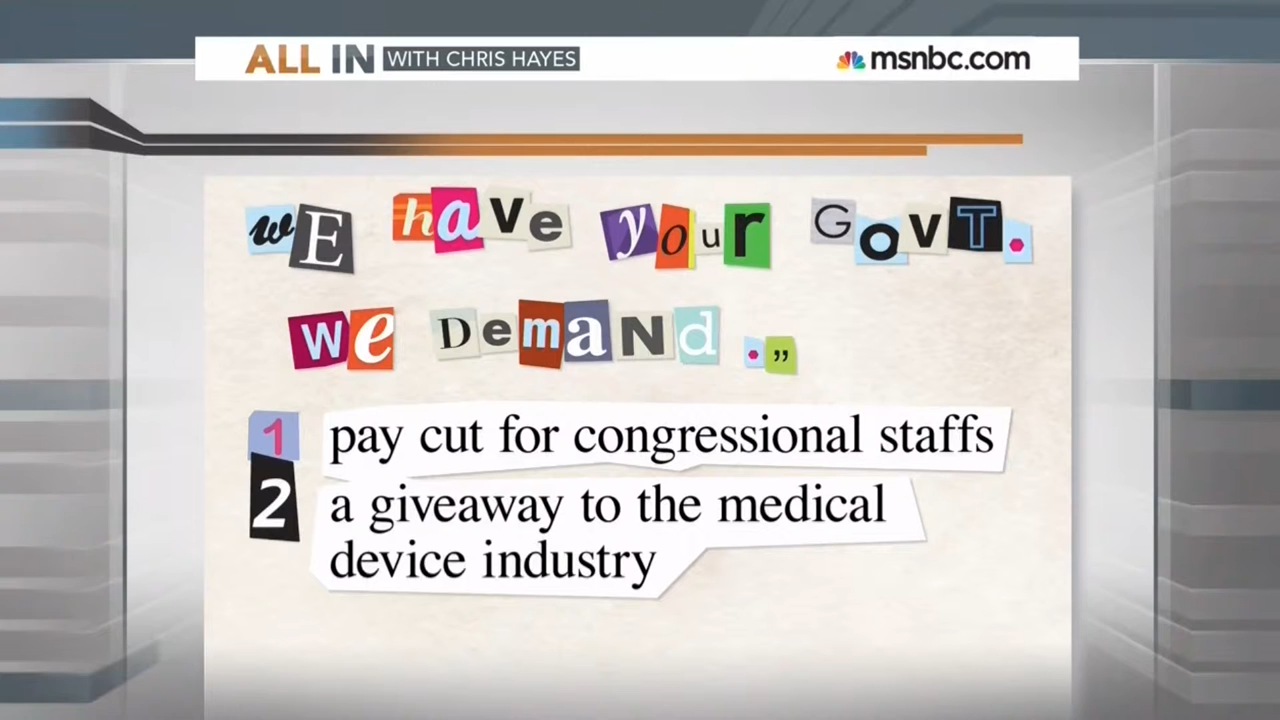 ALL IN WITH CHRIS HAYES msnbc.com
wE have your GovT.
We DemaNd.”
1 pay cut for congressional staffs
2 a giveaway to the medical
device industry